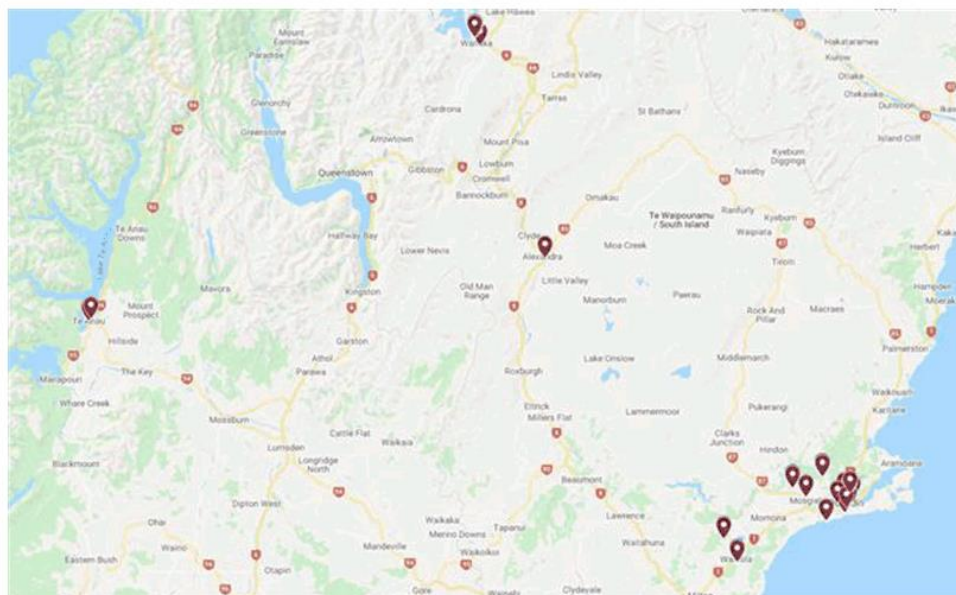 Lake Hawea
Mount Earnslaw
Paradise
Wanaka
Hakataramea
Kurow
Otiake
Otekaieke
Duntroon
Lindis Valley
Glenorchy
Cardrona
Tarras
St Bathans
Island Cliff
Greenstone
Arrowtown
Mount Pisa
Kyeburn Diggings
Queenstown
Gibbston
Lowburn
Cromwell
Naseby
Bannockburn
Omakau
Ranfurly
Kyeburn
Te Waipounamu / South Island
Te Anau Downs
Halfway Bay
Clyde
Waipiata
Lake Te Anau
Lower Nevis
Alexandra
Moa Creek
Herbert
Tiroiti
Little Valley
Hampden
Mavora
Kingston
Old Man Range
Manorburn
Paerau
Mount Prospect
Rock And Pillar
Macraes
Te Anau
Hillside
Garston
Palmerston
Athol
Lake Onslow
Middlemarch
Marapouri
The Key
Parawa
Roxburgh
Waikouaiti
Whare Creek
Ettrick
Millers Flat
Lammermoor
Pukerangi
Karitane
Mossburn
Cattle Flat
Waikaia
Clarks Junction
Hindon
Lumsden
Longridge North
Blackmount
Beaumont
Aramoana
Mosgiel
Dipton West
Lawrence
Momona
Waikaka
Tapanui
Ohai
Merino Downs
Waitahuna
Wairio
Mandeville
Waikoikoi
Waihola
Eastern Bush
Otapiri
Gore
Waipahi
Clydevale
Milton